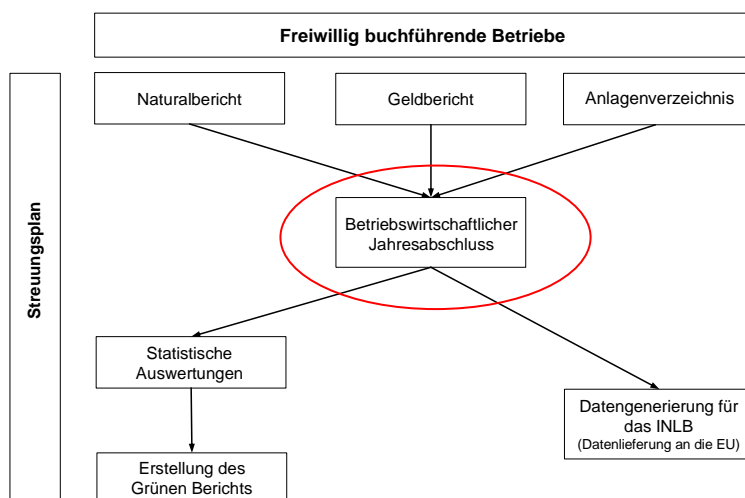 Freiwillig buchführende Betriebe
Streuungsplan
Naturalbericht
Geldbericht
Anlagenverzeichnis
Betriebswirtschaftlicher
Jahresabschluss
Statistische
Auswertungen
Datengenerierung für
das INLB
(Datenlieferung an die EU)
Erstellung des
Grünen Berichts